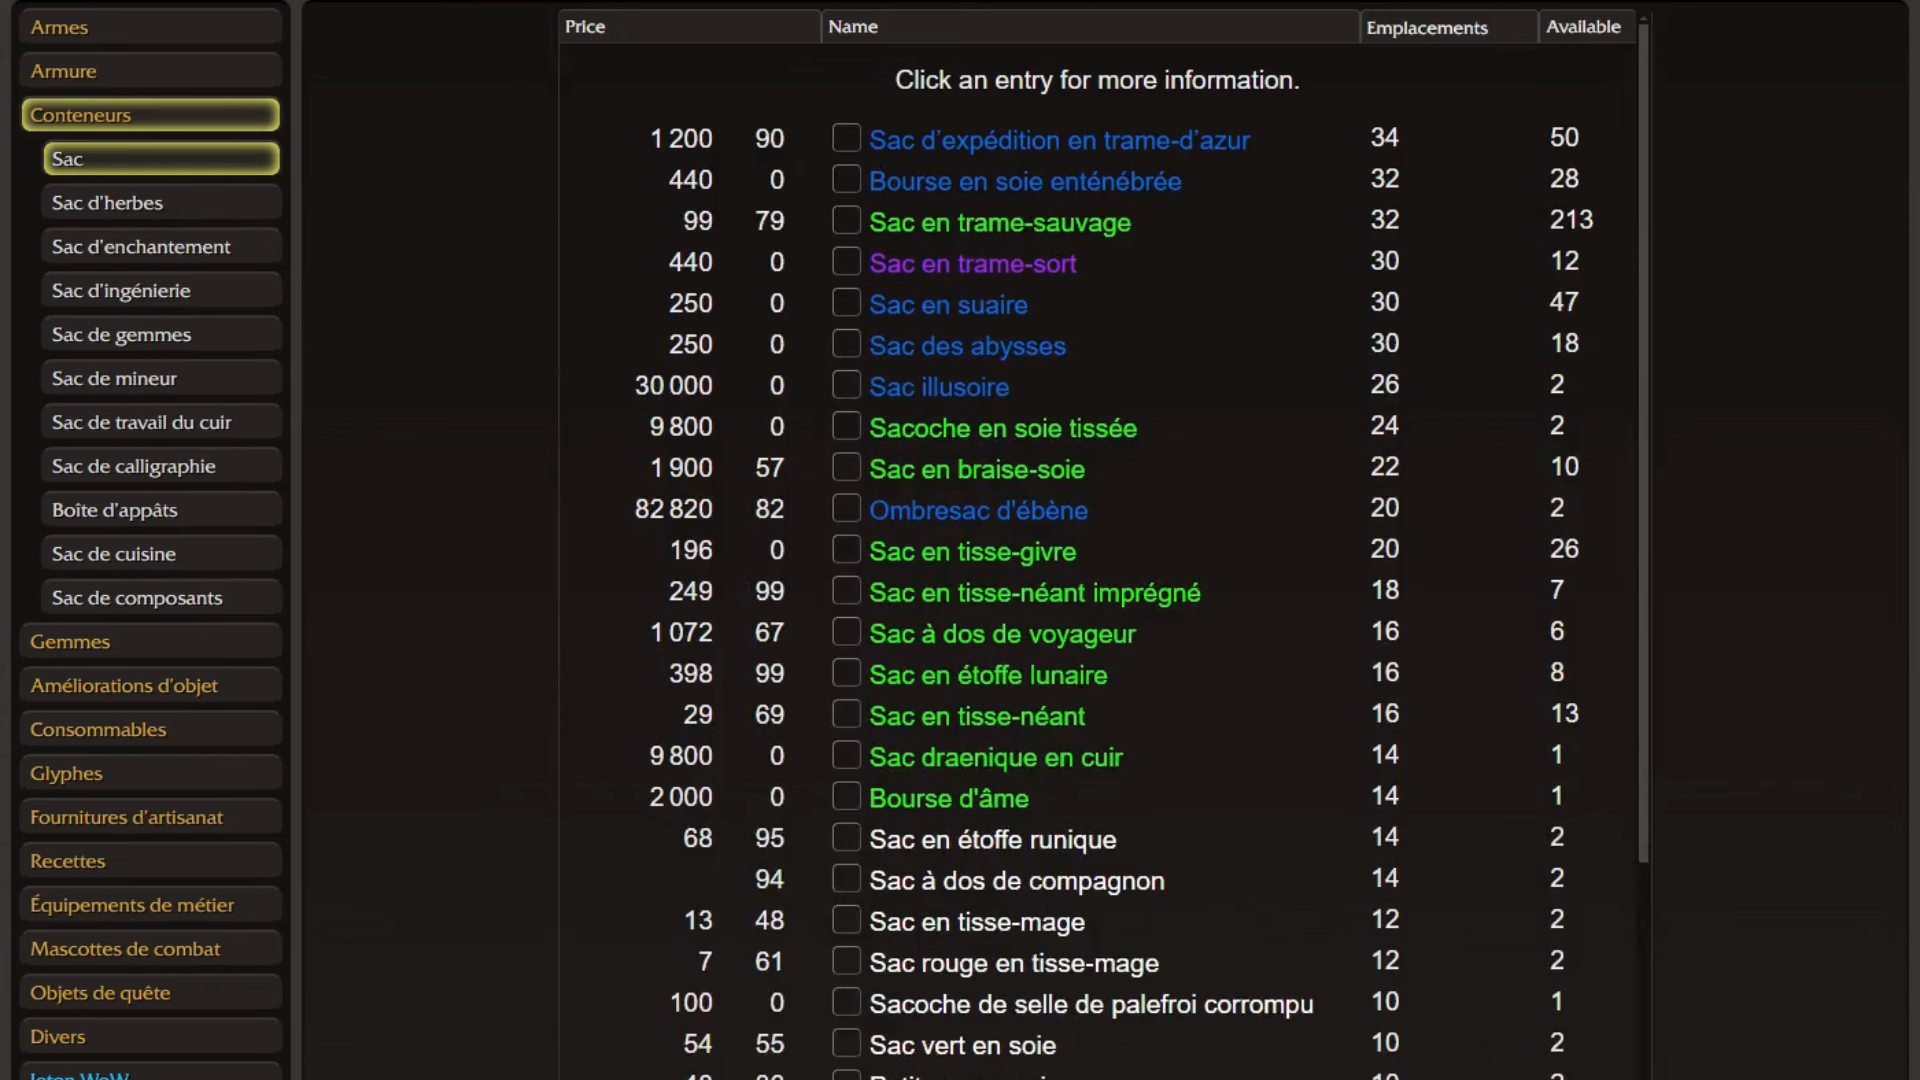 Armes
Armure
Conteneurs
Sac
Sac d'herbes
Sac d'enchantement
Sac d'ingénierie
Sac de gemmes
Sac de mineur
Sac de travail du cuir
Sac de calligraphie
Boîte d'appâts
Sac de cuisine
Sac de composants
Gemmes
Améliorations d'objet
Consommables
Glyphes
Fournitures d'artisanat
Recettes
Équipements de métier
Mascottes de combat
Objets de quête
Divers
Jeton WoW
Price Name Emplacements Available
Click an entry for more information.
1 200 90 Sac d'expédition en trame-d'azur 34 50
440 0 Bourse en soie enténébrée 32 28
99 79 Sac en trame-sauvage 32 213
440 0 Sac en trame-sort 30 12
250 0 Sac en suaire 30 47
250 0 Sac des abysses 30 18
30 000 0 Sac illusoire 26 2
9 800 0 Sacoche en soie tissée 24 2
1 900 57 Sac en braise-soie 22 10
82 820 82 Ombresac d'ébène 20 2
196 0 Sac en tisse-givre 20 26
249 99 Sac en tisse-néant imprégné 18 7
1 072 67 Sac à dos de voyageur 16 6
398 99 Sac en étoffe lunaire 16 8
29 69 Sac en tisse-néant 16 13
9 800 0 Sac draenique en cuir 14 1
2 000 0 Bourse d'âme 14 1
68 95 Sac en étoffe runique 14 2
94 Sac à dos de compagnon 14 2
13 48 Sac en tisse-mage 12 2
7 61 Sac rouge en tisse-mage 12 2
100 0 Sacoche de selle de palefroi corrompu 10 1
54 55 Sac vert en soie 10 2